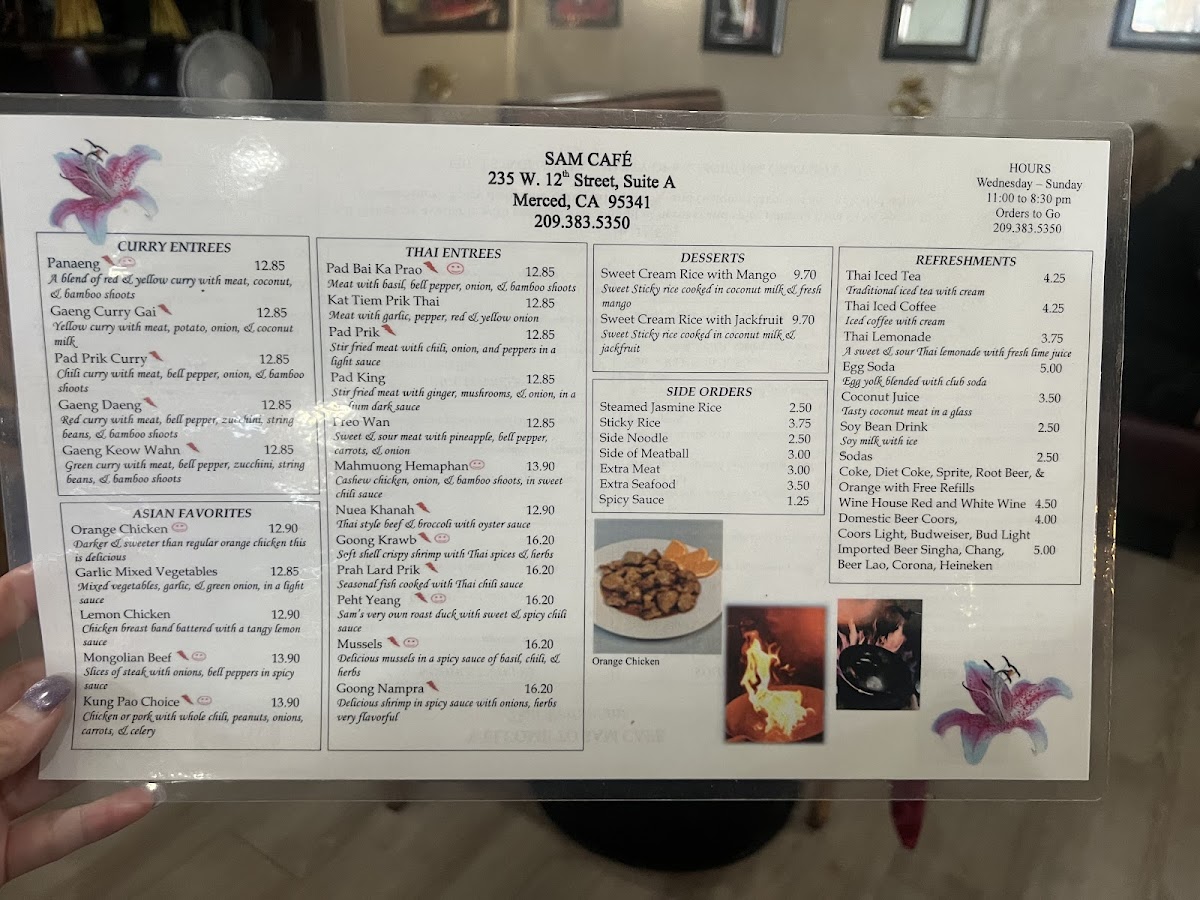 SAM CAFÉ
235 W. 12th Street, Suite A
Merced, CA 95341
209.383.5350
HOURS
Wednesday – Sunday
11:00 to 8:30 pm
Orders to Go
209.383.5350
CURRY ENTREES
Panaeng 12.85
A blend of red & yellow curry with meat, coconut,
& bamboo shoots
Gaeng Curry Gai 12.85
Yellow curry with meat, potato, onion, & coconut
milk
Pad Prik Curry 12.85
Chili curry with meat, bell pepper, onion, & bamboo
shoots
Gaeng Daeng 12.85
Red curry with meat, bell pepper, zucchini, string
beans, & bamboo shoots
Gaeng Keow Wahn 12.85
Green curry with meat, bell pepper, zucchini, string
beans, & bamboo shoots
ASIAN FAVORITES
Orange Chicken 12.90
Darker & sweeter than regular orange chicken this
is delicious
Garlic Mixed Vegetables 12.85
Mixed vegetables, garlic, & green onion, in a light
sauce
Lemon Chicken 12.90
Chicken breast band battered with a tangy lemon
sauce
Mongolian Beef 13.90
Slices of steak with onions, bell peppers in spicy
sauce
Kung Pao Choice 13.90
Chicken or pork with whole chili, peanuts, onions,
carrots, & celery
THAI ENTREES
Pad Bai Ka Prao 12.85
Meat with basil, bell pepper, onion, & bamboo shoots
Kat Tiem Prik Thai 12.85
Meat with garlic, pepper, red & yellow onion
Pad Prik 12.85
Stir fried meat with chili, onion, and peppers in a
light sauce
Pad King 12.85
Stir fried meat with ginger, mushrooms, & onion, in a
dark sauce
Preo Wan 12.85
Sweet & sour meat with pineapple, bell pepper,
carrots, & onion
Mahmuong Hemaphan 13.90
Cashew chicken, onion, & bamboo shoots, in sweet
chili sauce
Nuea Khanah 12.90
Thai style beef & broccoli with oyster sauce
Goong Krawb 16.20
Soft shell crispy shrimp with Thai spices & herbs
Prah Lard Prik 16.20
Seasonal fish cooked with Thai chili sauce
Peht Yeang 16.20
Sam's very own roast duck with sweet & spicy chili
sauce
Mussels 16.20
Delicious mussels in a spicy sauce of basil, chili, &
herbs
Goong Nampra 16.20
Delicious shrimp in spicy sauce with onions, herbs
very flavorful
DESSERTS
Sweet Cream Rice with Mango 9.70
Sweet Sticky rice cooked in coconut milk & fresh
mango
Sweet Cream Rice with Jackfruit 9.70
Sweet Sticky rice cooked in coconut milk &
jackfruit
SIDE ORDERS
Steamed Jasmine Rice 2.50
Sticky Rice 3.75
Side Noodle 2.50
Side of Meatball 3.00
Extra Meat 3.00
Extra Seafood 3.50
Spicy Sauce 1.25
Orange Chicken
REFRESHMENTS
Thai Iced Tea 4.25
Traditional iced tea with cream
Thai Iced Coffee 4.25
Iced coffee with cream
Thai Lemonade 3.75
A sweet & sour Thai lemonade with fresh lime juice
Egg Soda 5.00
Egg yolk blended with club soda
Coconut Juice 3.50
Tasty coconut meat in a glass
Soy Bean Drink 2.50
Soy milk with ice
Sodas 2.50
Coke, Diet Coke, Sprite, Root Beer, &
Orange with Free Refills
Wine House Red and White Wine 4.50
Domestic Beer Coors, 4.00
Coors Light, Budweiser, Bud Light
Imported Beer Singha, Chang, 5.00
Beer Lao, Corona, Heineken